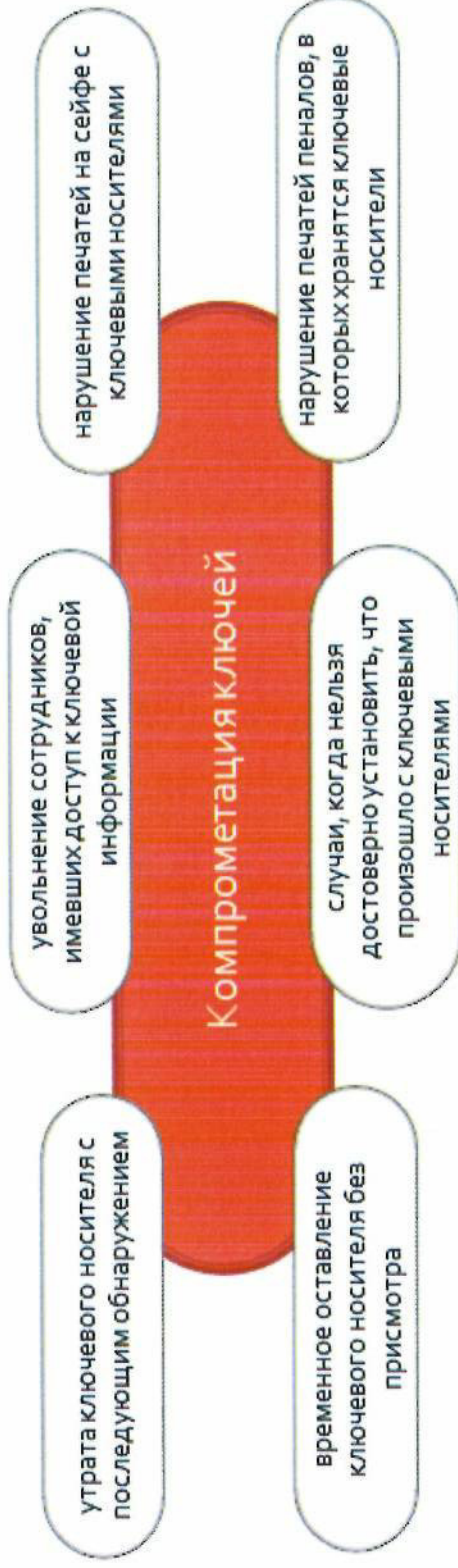 утрата ключевого носителя с
последующим обнаружением
увольнение сотрудников,
имевших доступ к ключевой
информации
нарушение печатей на сейфе с
ключевыми носителями
Компрометация ключей
временное оставление
ключевого носителя без
присмотра
случаи, когда нельзя
достоверно установить, что
произошло с ключевыми
носителями
нарушение печатей пеналов, в
которых хранятся ключевые
носители